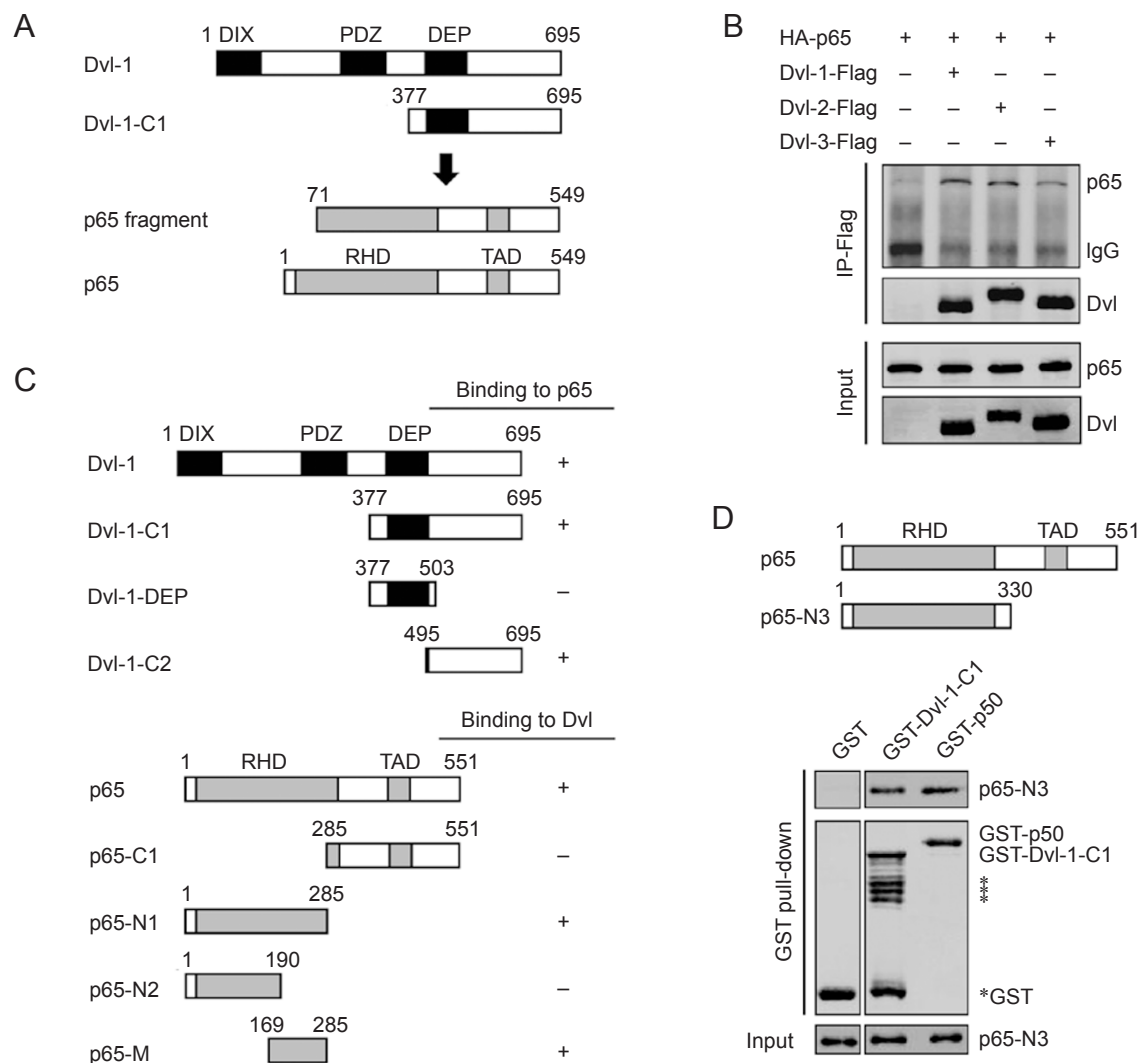 A
1 DIX PDZ DEP 695
Dvl-1
377 695
Dvl-1-C1
71 549
p65 fragment
1 RHD TAD 549
p65
B
HA-p65 + + + +
Dvl-1-Flag – + – –
Dvl-2-Flag – – + –
Dvl-3-Flag – – – +
IP-Flag
p65
IgG
Dvl
Input
p65
Dvl
C
Binding to p65
1 DIX PDZ DEP 695
Dvl-1 +
377 695
Dvl-1-C1 +
377 503
Dvl-1-DEP –
495 695
Dvl-1-C2 +
Binding to Dvl
1 RHD TAD 551
p65 +
285 551
p65-C1 –
1 285
p65-N1 +
1 190
p65-N2 –
169 285
p65-M +
D
1 RHD TAD 551
p65
1 330
p65-N3
GST GST-Dvl-1-C1 GST-p50
GST pull-down
p65-N3
GST-p50
GST-Dvl-1-C1
*
*
*
*GST
Input p65-N3